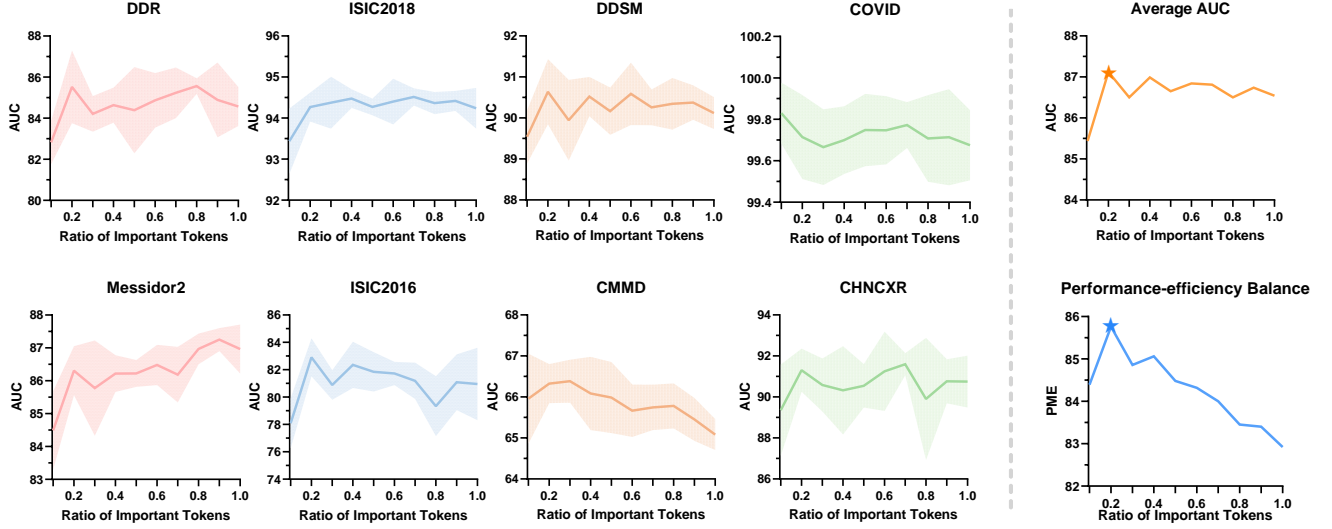 DDR
AUC
88
86
84
82
80
0.2 0.4 0.6 0.8 1.0
Ratio of Important Tokens
ISIC2018
AUC
96
95
94
93
92
0.2 0.4 0.6 0.8 1.0
Ratio of Important Tokens
DDSM
AUC
92
91
90
89
88
0.2 0.4 0.6 0.8 1.0
Ratio of Important Tokens
COVID
AUC
100.2
100.0
99.8
99.6
99.4
0.2 0.4 0.6 0.8 1.0
Ratio of Important Tokens
Average AUC
AUC
88
87
86
85
84
0.2 0.4 0.6 0.8 1.0
Ratio of Important Tokens
Messidor2
AUC
88
87
86
85
84
83
0.2 0.4 0.6 0.8 1.0
Ratio of Important Tokens
ISIC2016
AUC
86
84
82
80
78
76
74
0.2 0.4 0.6 0.8 1.0
Ratio of Important Tokens
CMMD
AUC
68
67
66
65
64
0.2 0.4 0.6 0.8 1.0
Ratio of Important Tokens
CHNCXR
AUC
94
92
90
88
86
0.2 0.4 0.6 0.8 1.0
Ratio of Important Tokens
Performance-efficiency Balance
PME
86
85
84
83
82
0.2 0.4 0.6 0.8 1.0
Ratio of Important Tokens